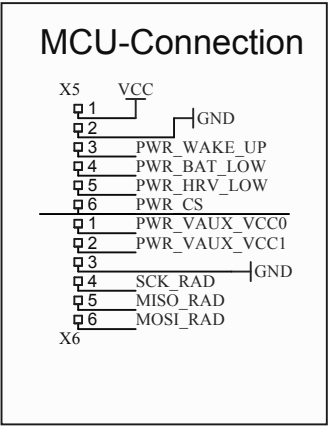 MCU-Connection
X5 VCC
1
2 GND
3 PWR_WAKE_UP
4 PWR_BAT_LOW
5 PWR_HRV_LOW
6 PWR_CS
1 PWR_VAUX_VCC0
2 PWR_VAUX_VCC1
3 GND
4 SCK_RAD
5 MISO_RAD
6 MOSI_RAD
X6